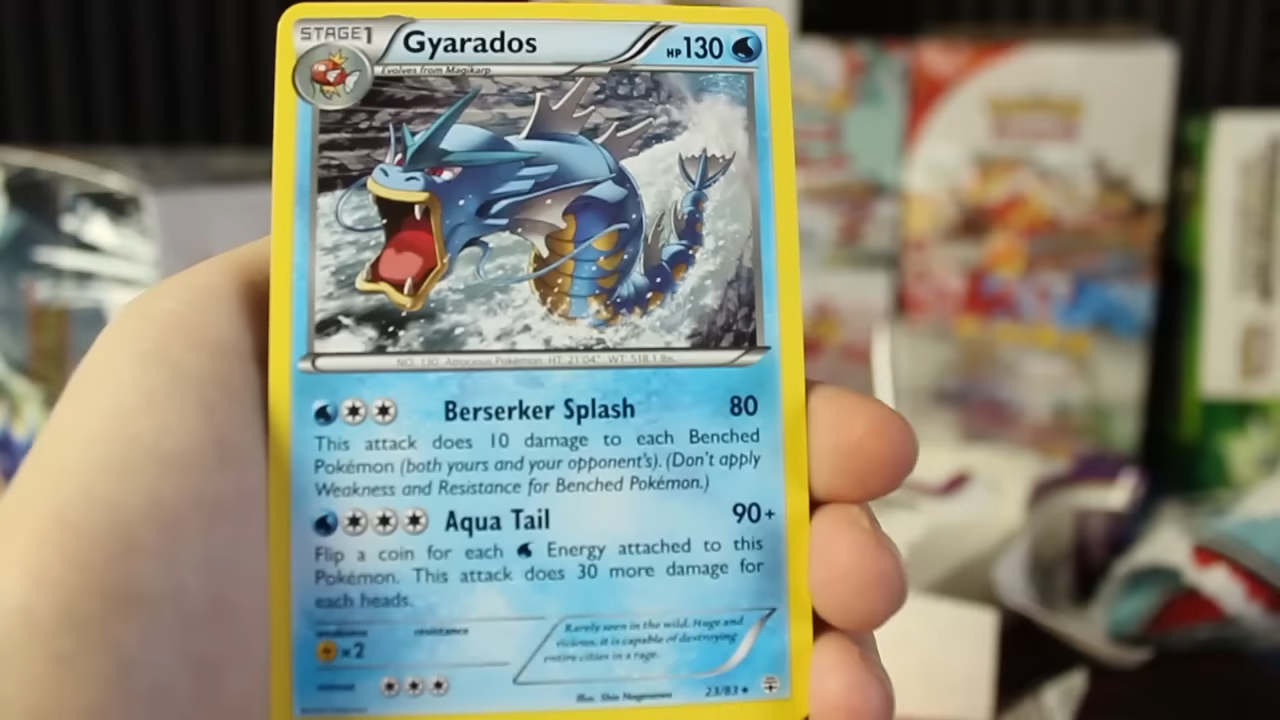 STAGE1
Gyarados
HP130
Evolves from Magikarp
NO. 130 Atrocious Pokémon HT: 21'04" WT: 518.1 lbs.
Berserker Splash 80
This attack does 10 damage to each Benched
Pokémon (both yours and your opponent's). (Don't apply
Weakness and Resistance for Benched Pokémon.)
Aqua Tail 90+
Flip a coin for each Energy attached to this
Pokémon. This attack does 30 more damage for
each heads.
weakness resistance
×2
Rarely seen in the wild. Huge and
vicious, it is capable of destroying
entire cities in a rage.
retreat
Illus. Shin Nagasawa 23/83